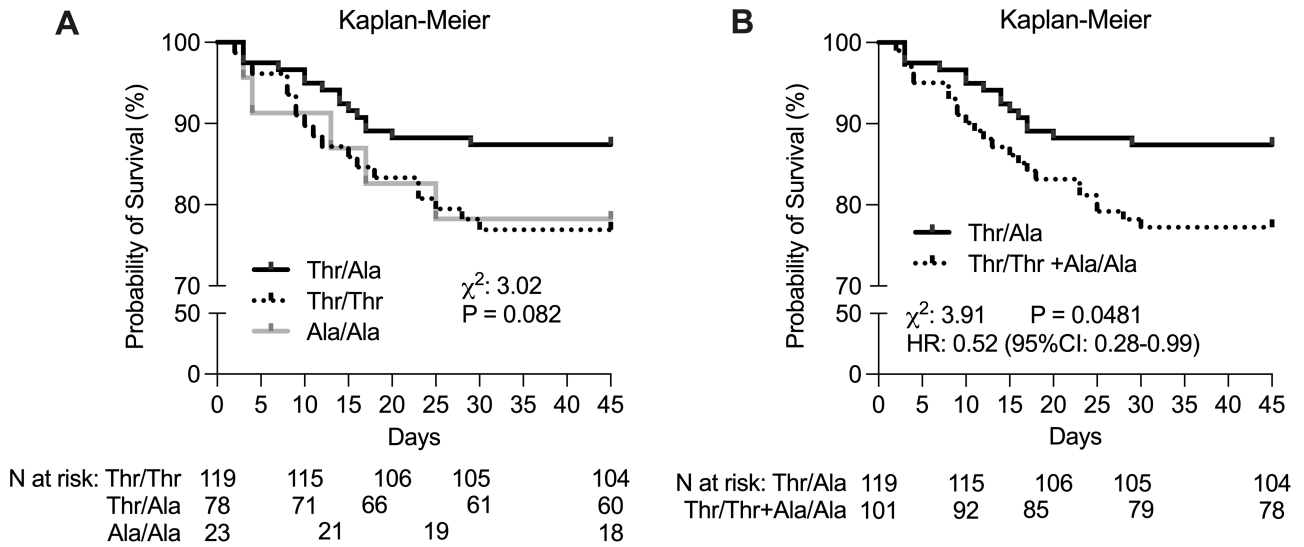 A
Kaplan-Meier
Probability of Survival (%)
100
90
80
70
50
0
Thr/Ala
Thr/Thr
Ala/Ala
χ²: 3.02
P = 0.082
0 5 10 15 20 25 30 35 40 45
Days
N at risk: Thr/Thr 119 115 106 105 104
Thr/Ala 78 71 66 61 60
Ala/Ala 23 21 19 18
B
Kaplan-Meier
Probability of Survival (%)
100
90
80
70
50
0
Thr/Ala
Thr/Thr +Ala/Ala
χ²: 3.91 P = 0.0481
HR: 0.52 (95%CI: 0.28-0.99)
0 5 10 15 20 25 30 35 40 45
Days
N at risk: Thr/Ala 119 115 106 105 104
Thr/Thr+Ala/Ala 101 92 85 79 78